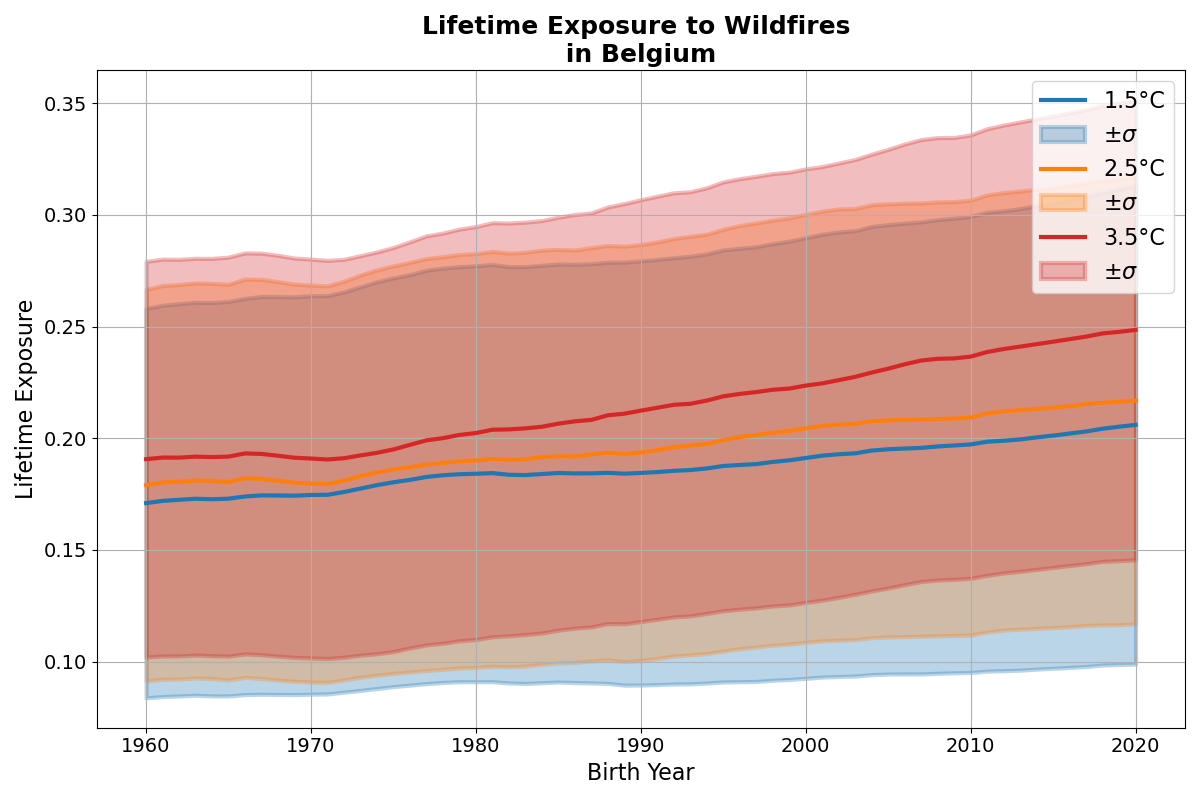 Lifetime Exposure to Wildfires
in Belgium
Lifetime Exposure
0.35
0.30
0.25
0.20
0.15
0.10
1960
1970
1980
1990
2000
2010
2020
Birth Year
1.5°C
±σ
2.5°C
±σ
3.5°C
±σ